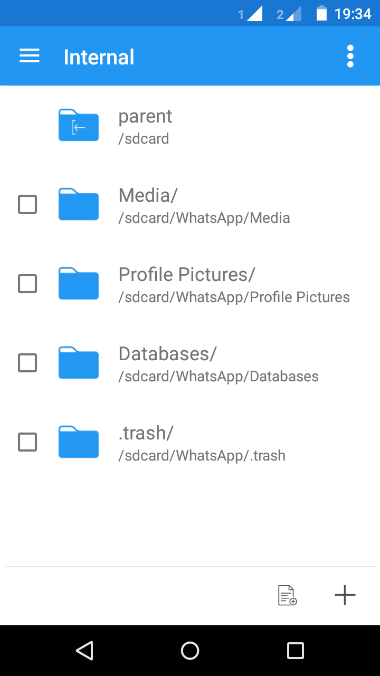 1 2 19:34
Internal
parent
/sdcard
Media/
/sdcard/WhatsApp/Media
Profile Pictures/
/sdcard/WhatsApp/Profile Pictures
Databases/
/sdcard/WhatsApp/Databases
.trash/
/sdcard/WhatsApp/.trash